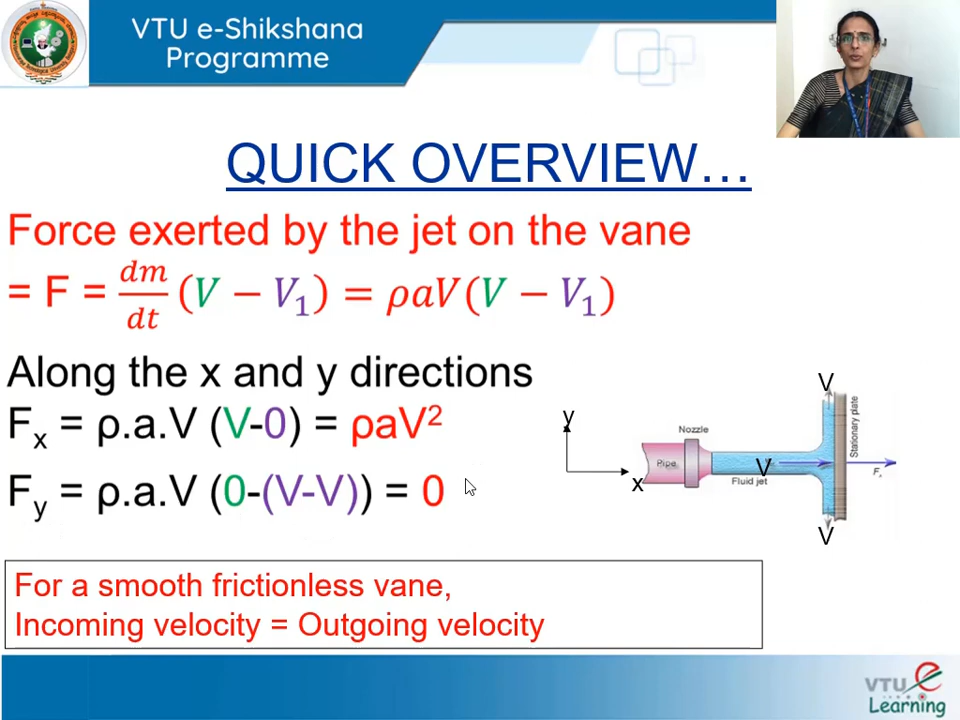 VTU e-Shikshana
Programme
QUICK OVERVIEW…
Force exerted by the jet on the vane
= F = dm/dt (V − V₁) = ρaV(V − V₁)
Along the x and y directions
Fₓ = ρ.a.V (V-0) = ρaV²
Fy = ρ.a.V (0-(V-V)) = 0
y
x
Nozzle
Pipe
Fluid jet
V
V
V
Stationary plate
Fₓ
For a smooth frictionless vane,
Incoming velocity = Outgoing velocity
VTU e
Learning